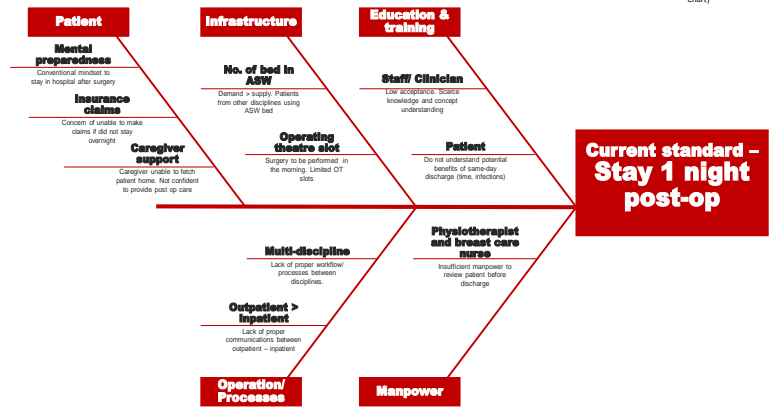 chart)
Patient
Infrastructure
Education &
training
Mental
preparedness
Conventional mindset to
stay in hospital after surgery
Insurance
claims
Concern of unable to make
claims if did not stay
overnight
Caregiver
support
Caregiver unable to fetch
patient home. Not confident
to provide post op care
No. of bed in
ASW
Demand > supply. Patients
from other disciplines using
ASW bed
Operating
theatre slot
Surgery to be performed in
the morning. Limited OT
slots
Staff/ Clinician
Low acceptance. Scarce
knowledge and concept
understanding
Patient
Do not understand potential
benefits of same-day
discharge (time, infections)
Current standard –
Stay 1 night
post-op
Multi-discipline
Lack of proper workflow/
processes between
disciplines.
Outpatient >
Inpatient
Lack of proper
communications between
outpatient – inpatient
Physiotherapist
and breast care
nurse
Insufficient manpower to
review patient before
discharge
Operation/
Processes
Manpower